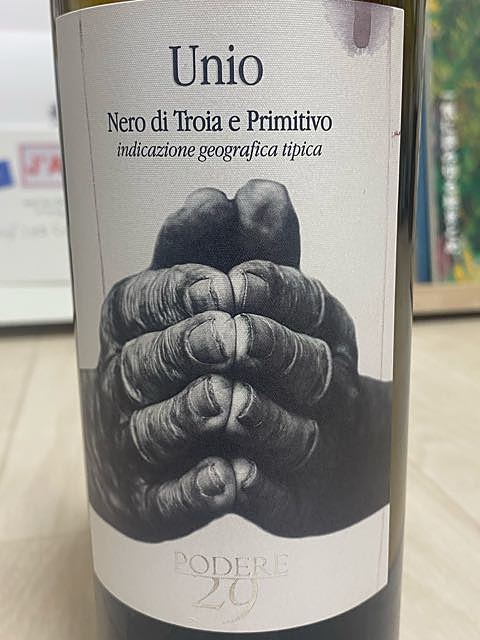 Unio
Nero di Troia e Primitivo
indicazione geografica tipica
PODERE
29